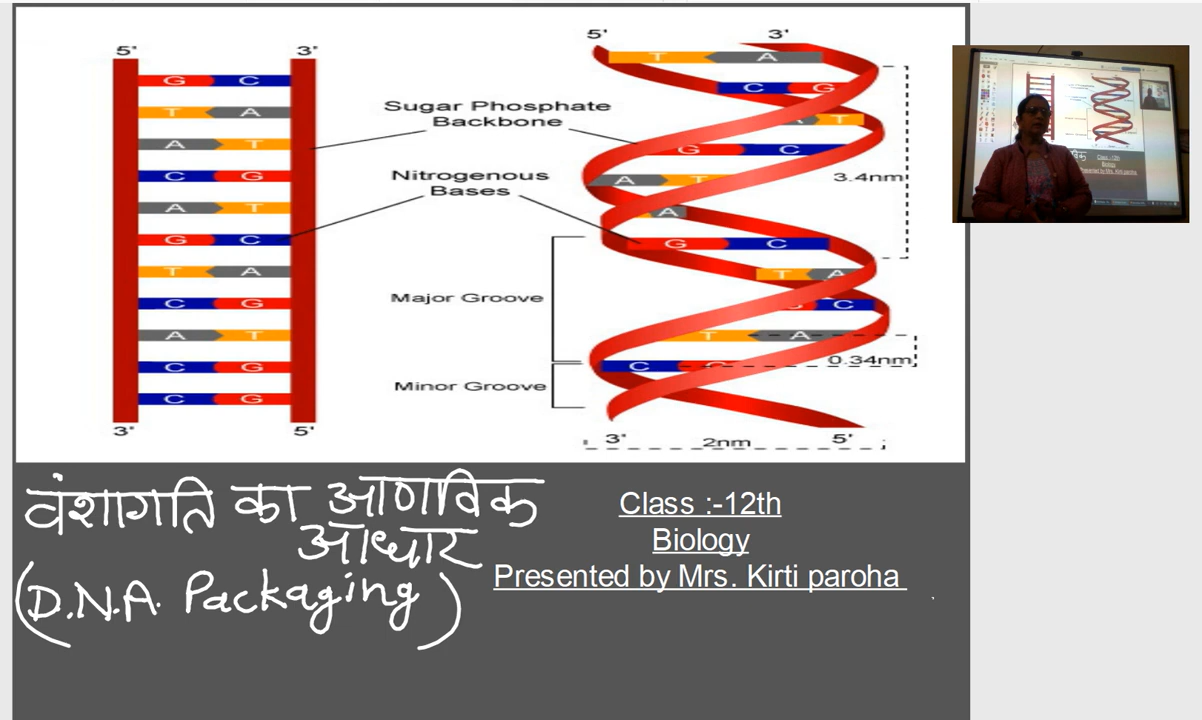 5' 3'
G C
T A
A T
C G
A T
G C
T A
C G
A T
C G
C G
3' 5'
Sugar Phosphate
Backbone
Nitrogenous
Bases
Major Groove
Minor Groove
5' 3'
T A
C G
A T
G C
A T
A
G C
T A
G C
T A
C G
3.4nm
0.34nm
3' 2nm 5'
वंशागति का आणविक
आधार
(D.N.A. Packaging)
Class :-12th
Biology
Presented by Mrs. Kirti paroha